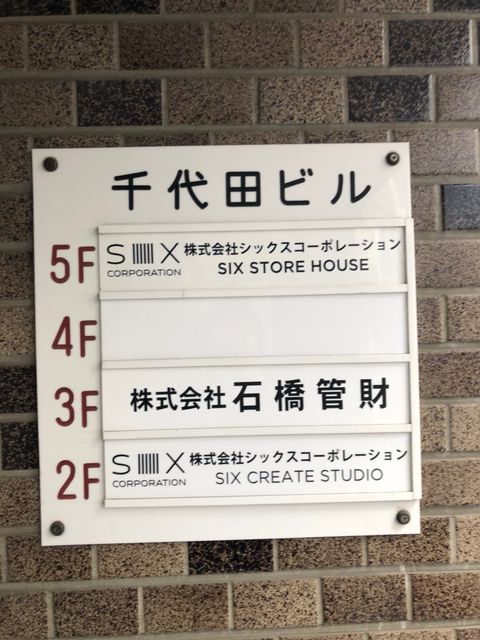 千代田ビル
5F SIX CORPORATION 株式会社シックスコーポレーション
SIX STORE HOUSE
4F
3F 株式会社 石橋管財
2F SIX CORPORATION 株式会社シックスコーポレーション
SIX CREATE STUDIO